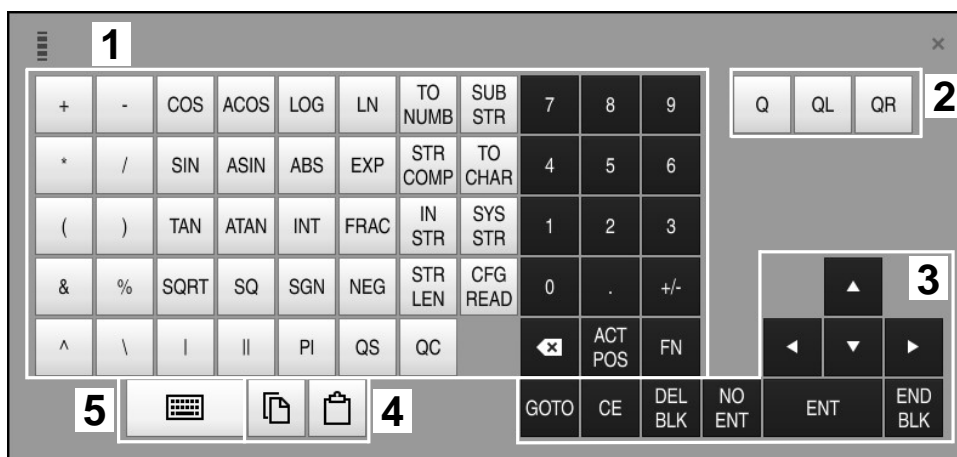 1
×
+ - COS ACOS LOG LN TO NUMB SUB STR 7 8 9 Q QL QR 2
* / SIN ASIN ABS EXP STR COMP TO CHAR 4 5 6
( ) TAN ATAN INT FRAC IN STR SYS STR 1 2 3
& % SQRT SQ SGN NEG STR LEN CFG READ 0 . +/- 3
^ \ | || PI QS QC ACT POS FN
5 4 GOTO CE DEL BLK NO ENT ENT END BLK